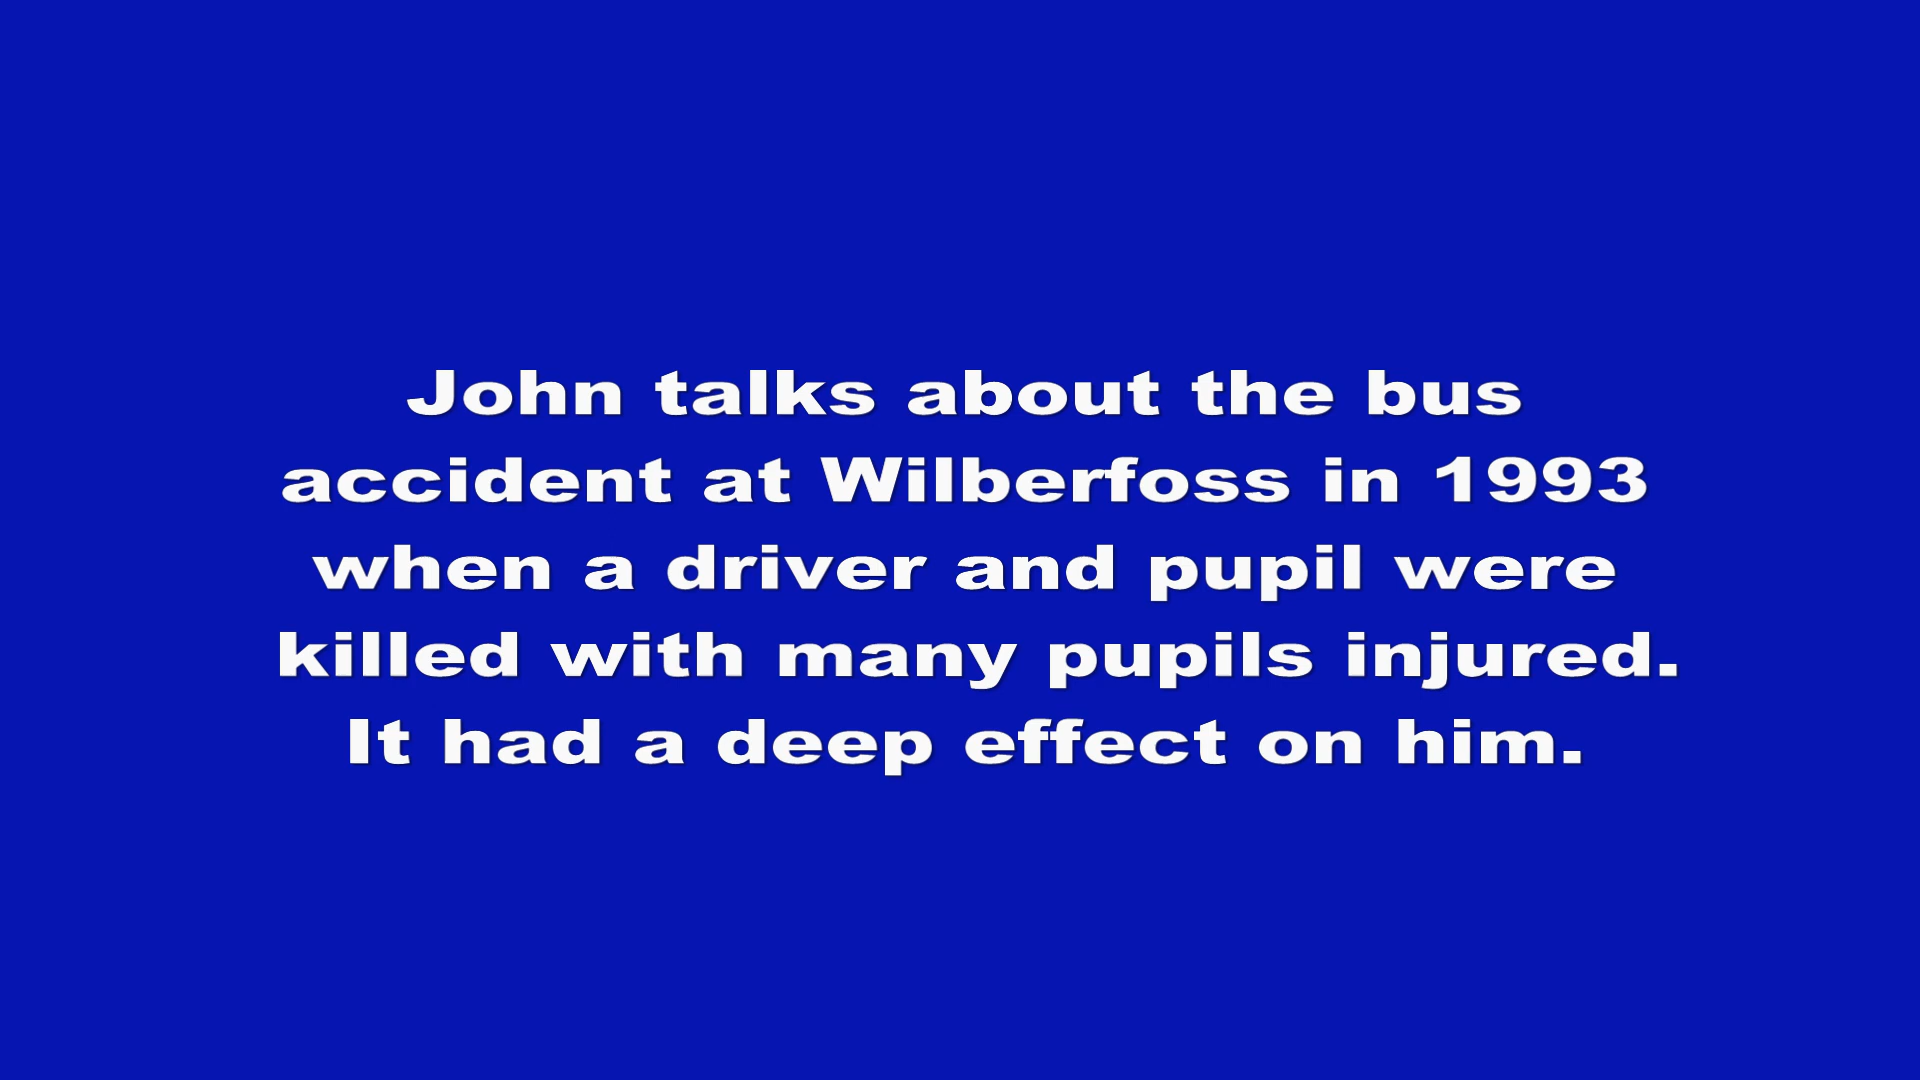 John talks about the bus
accident at Wilberfoss in 1993
when a driver and pupil were
killed with many pupils injured.
It had a deep effect on him.